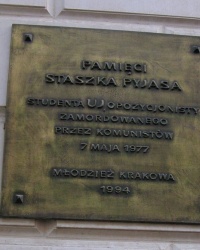 PAMIĘCI
STASZKA PYJASA
STUDENTA UJ OPOZYCJONISTY
ZAMORDOWANEGO
PRZEZ KOMUNISTÓW
7 MAJA 1977
MŁODZIEŻ KRAKOWA
1994